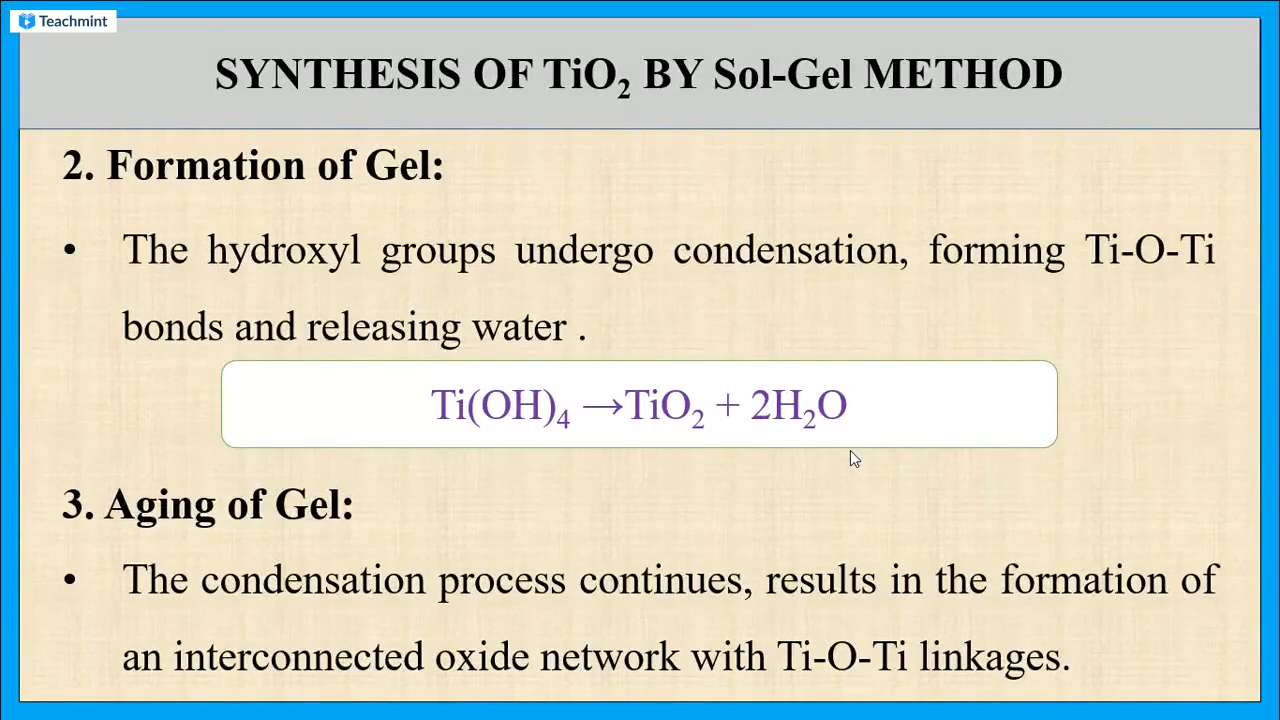 Teachmint
SYNTHESIS OF TiO₂ BY Sol-Gel METHOD
2. Formation of Gel:
• The hydroxyl groups undergo condensation, forming Ti-O-Ti
bonds and releasing water .
Ti(OH)₄ →TiO₂ + 2H₂O
3. Aging of Gel:
• The condensation process continues, results in the formation of
an interconnected oxide network with Ti-O-Ti linkages.